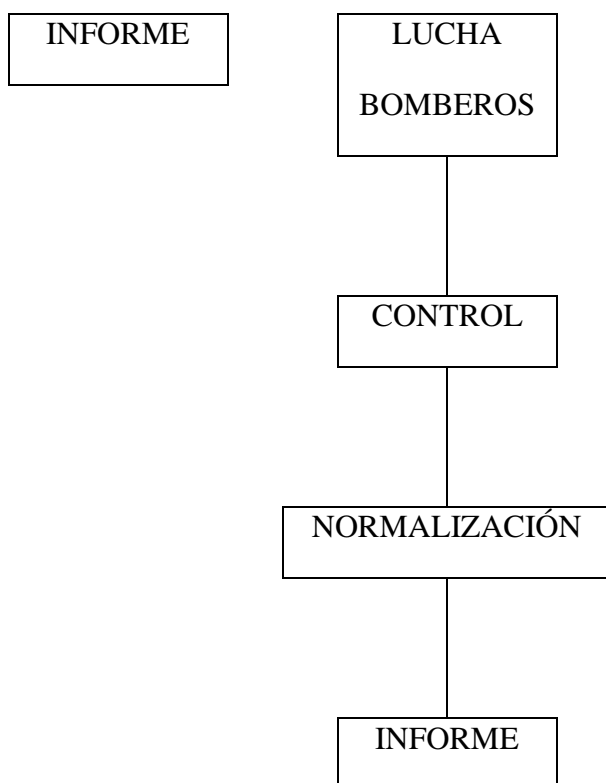 INFORME
LUCHA
BOMBEROS
CONTROL
NORMALIZACIÓN
INFORME